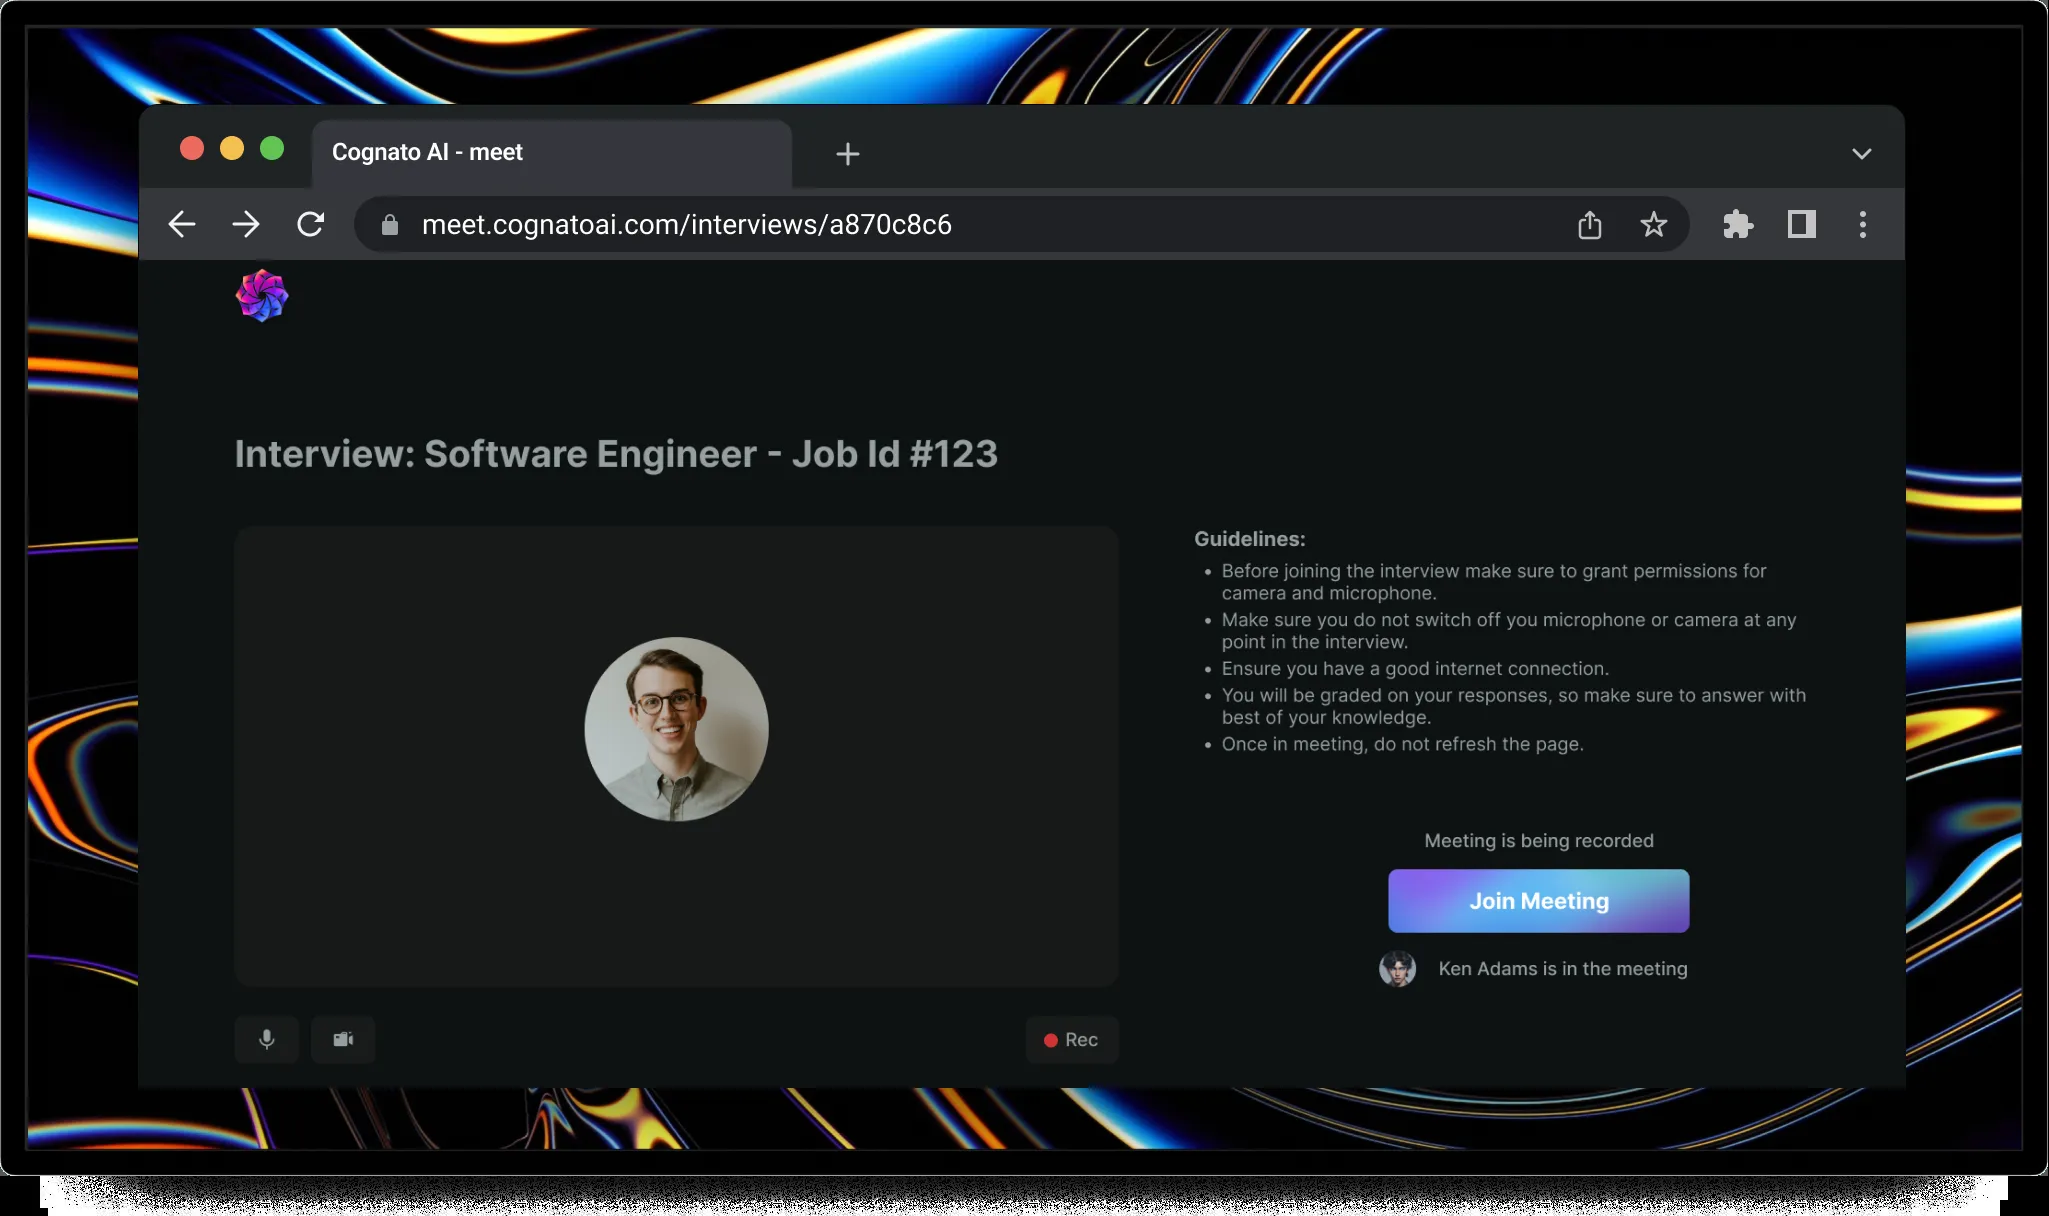 Cognato AI - meet
meet.cognatoai.com/interviews/a870c8c6
Interview: Software Engineer - Job Id #123
Guidelines:
• Before joining the interview make sure to grant permissions for
camera and microphone.
• Make sure you do not switch off you microphone or camera at any
point in the interview.
• Ensure you have a good internet connection.
• You will be graded on your responses, so make sure to answer with
best of your knowledge.
• Once in meeting, do not refresh the page.
Meeting is being recorded
Join Meeting
Ken Adams is in the meeting
Rec